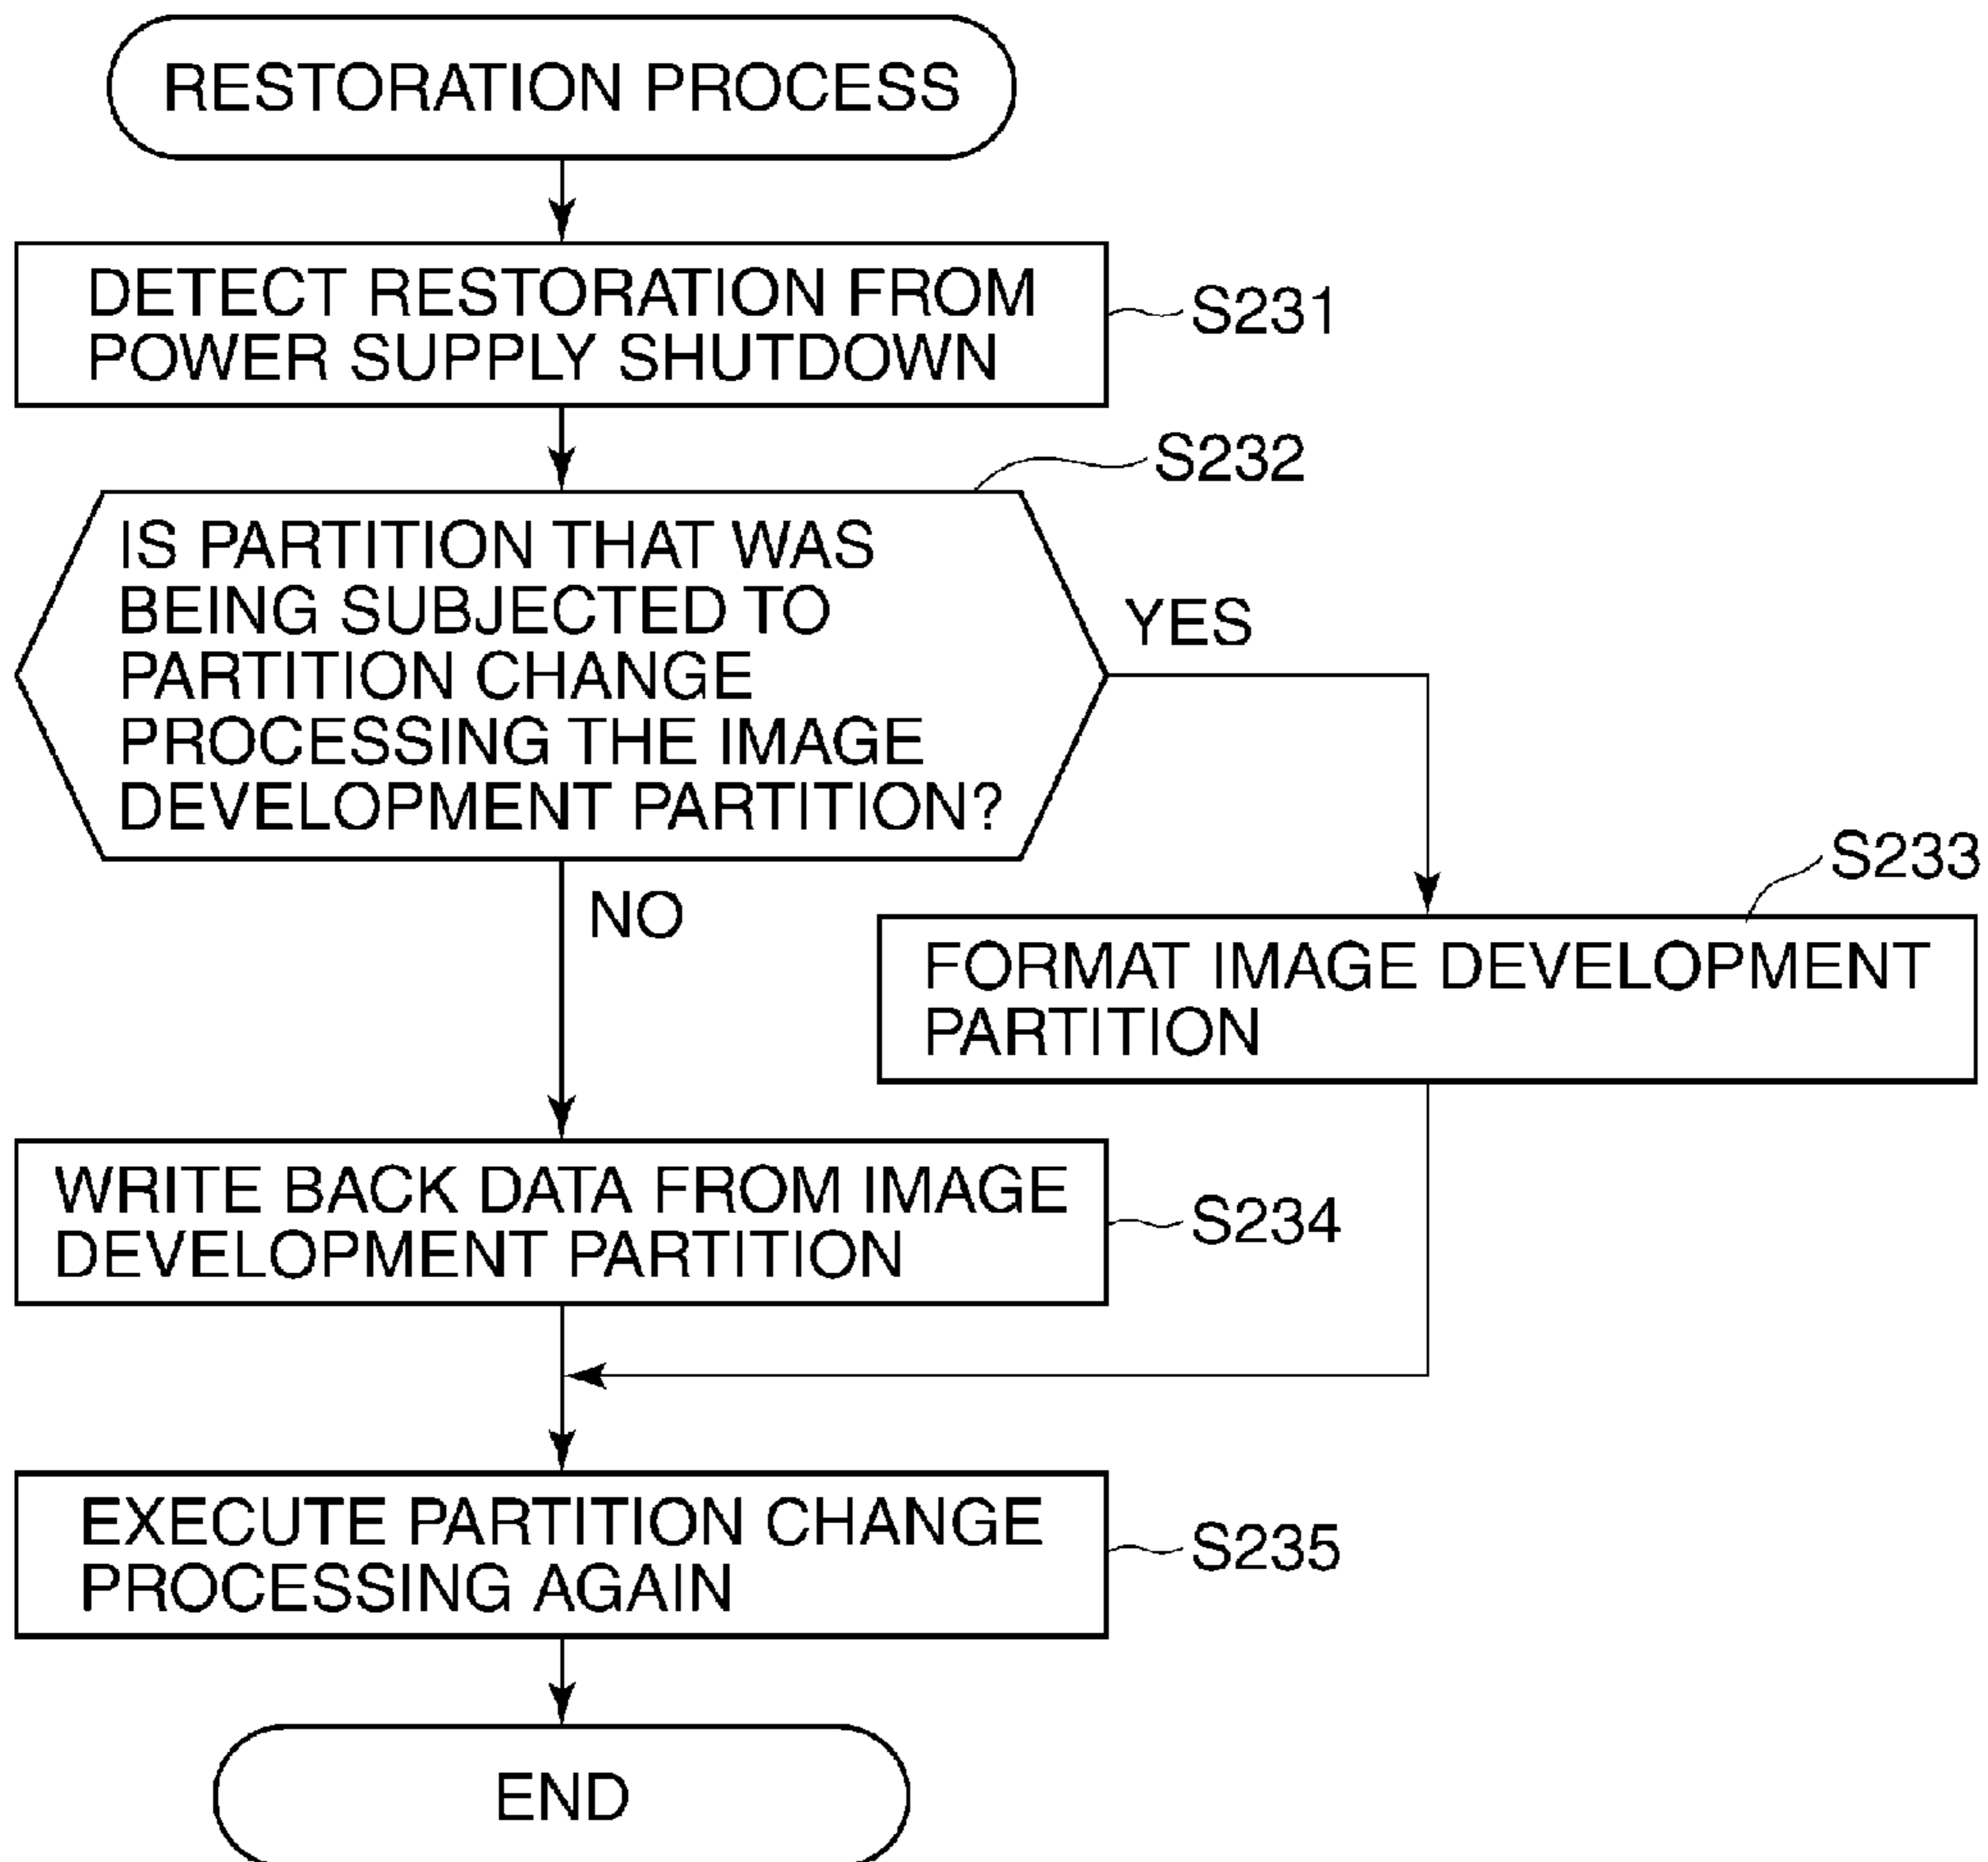 RESTORATION PROCESS
DETECT RESTORATION FROM
POWER SUPPLY SHUTDOWN
S231
S232
IS PARTITION THAT WAS
BEING SUBJECTED TO
PARTITION CHANGE
PROCESSING THE IMAGE
DEVELOPMENT PARTITION?
YES
NO
S233
FORMAT IMAGE DEVELOPMENT
PARTITION
WRITE BACK DATA FROM IMAGE
DEVELOPMENT PARTITION
S234
EXECUTE PARTITION CHANGE
PROCESSING AGAIN
S235
END